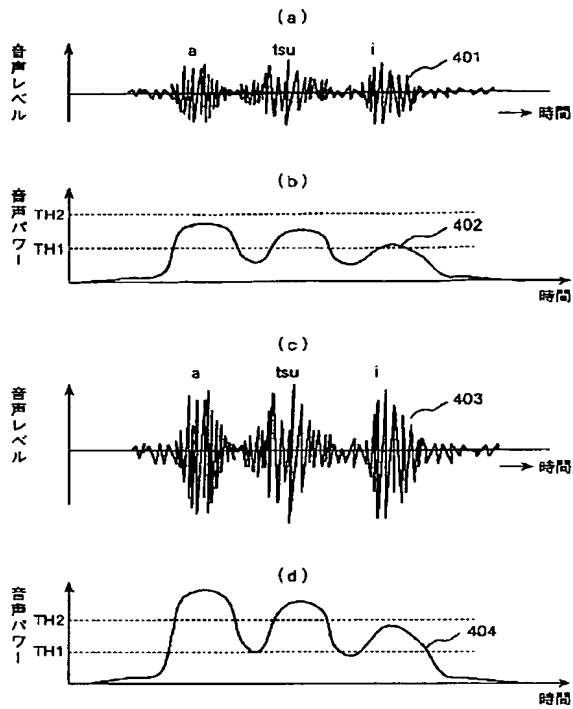 (a)
音声レベル
a tsu i
401
時間
(b)
音声パワー
TH2
402
TH1
時間
(c)
a tsu i
音声レベル
403
時間
(d)
音声パワー
TH2
404
TH1
時間